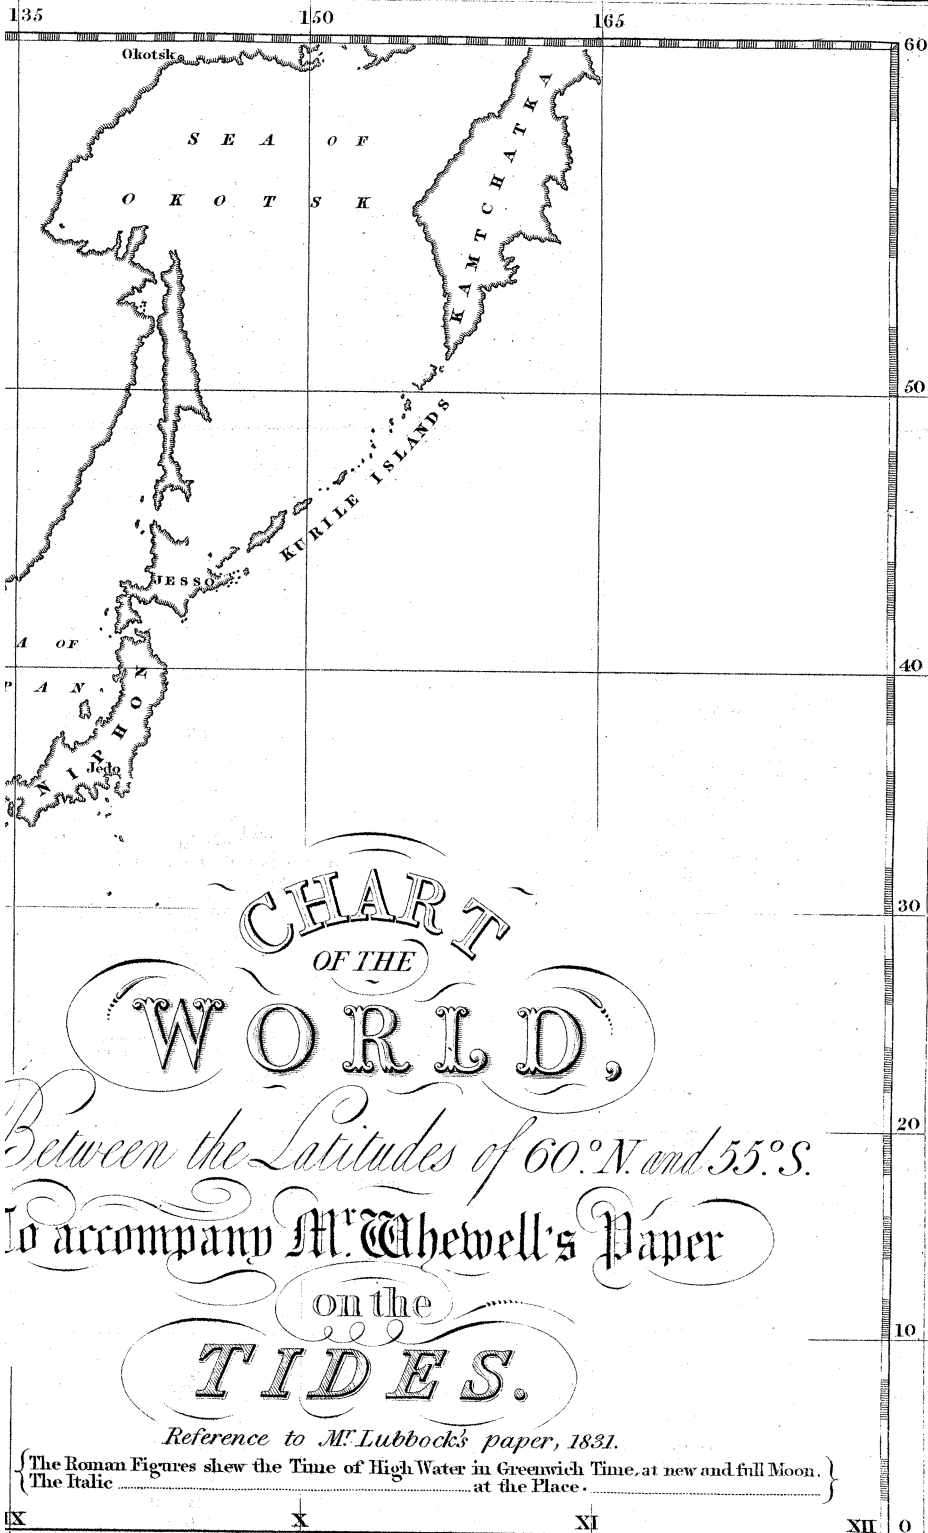 135 150 165
60
Okotsk
SEA OF
OKOTSK
KAMTCHATKA
50
KURILE ISLANDS
JESSO
A OF
PAN
40
NIPHON
Jedo
30
CHART
OF THE
WORLD,
Between the Latitudes of 60.° N. and 55.° S.
To accompany Mr. Whewell's Paper
on the
TIDES.
20
10
Reference to Mr. Lubbock's paper, 1831.
The Roman Figures shew the Time of High Water in Greenwich Time, at new and full Moon.
The Italic ........ at the Place.
IX X XI XII 0